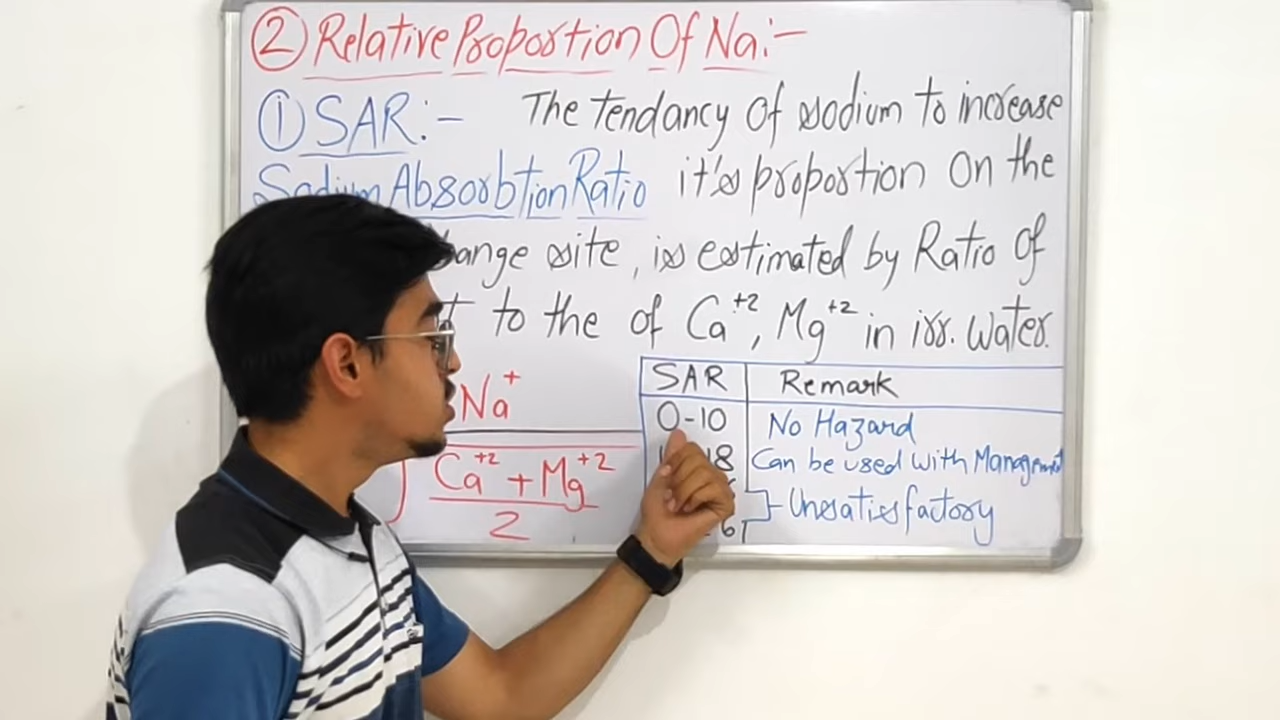 ② Relative Proportion Of Na:-
① SAR:- The tendancy of sodium to increase
Sodium Absorbtion Ratio it's proportion on the
site, is estimated by Ratio of
to the of Ca+2, Mg+2 in irr. water.
Na+
Ca+2 + Mg+2
2
SAR Remark
0-10 No Hazard
Can be used with Management
Unsatisfactory